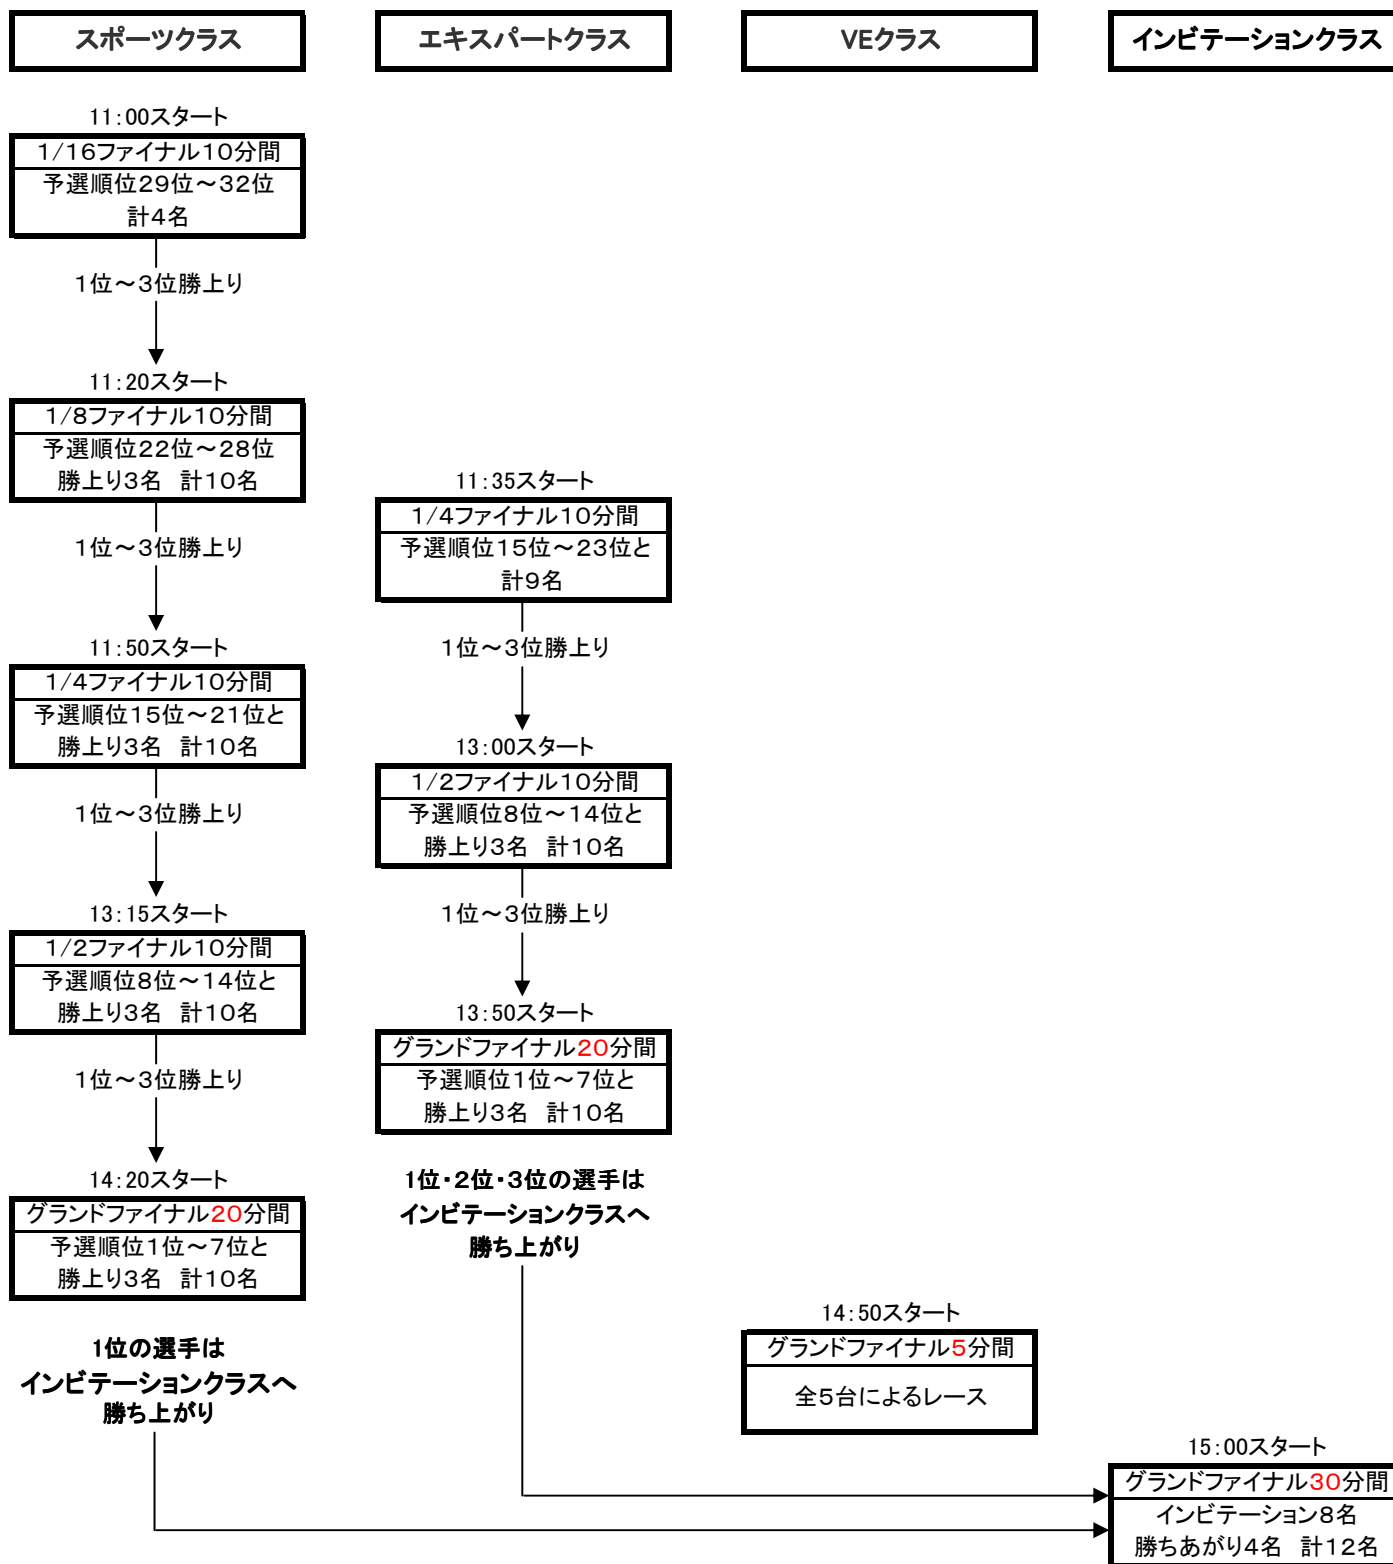 スポーツクラス
エキスパートクラス
VEクラス
インビテーションクラス
11:00スタート
1/16ファイナル10分間
予選順位29位～32位
計4名
1位～3位勝上り
11:20スタート
1/8ファイナル10分間
予選順位22位～28位
勝上り3名 計10名
1位～3位勝上り
11:50スタート
1/4ファイナル10分間
予選順位15位～21位と
勝上り3名 計10名
1位～3位勝上り
13:15スタート
1/2ファイナル10分間
予選順位8位～14位と
勝上り3名 計10名
1位～3位勝上り
14:20スタート
グランドファイナル20分間
予選順位1位～7位と
勝上り3名 計10名
1位の選手は
インビテーションクラスへ
勝ち上がり
11:35スタート
1/4ファイナル10分間
予選順位15位～23位と
計9名
1位～3位勝上り
13:00スタート
1/2ファイナル10分間
予選順位8位～14位と
勝上り3名 計10名
1位～3位勝上り
13:50スタート
グランドファイナル20分間
予選順位1位～7位と
勝上り3名 計10名
1位・2位・3位の選手は
インビテーションクラスへ
勝ち上がり
14:50スタート
グランドファイナル5分間
全5台によるレース
15:00スタート
グランドファイナル30分間
インビテーション8名
勝ちあがり4名 計12名